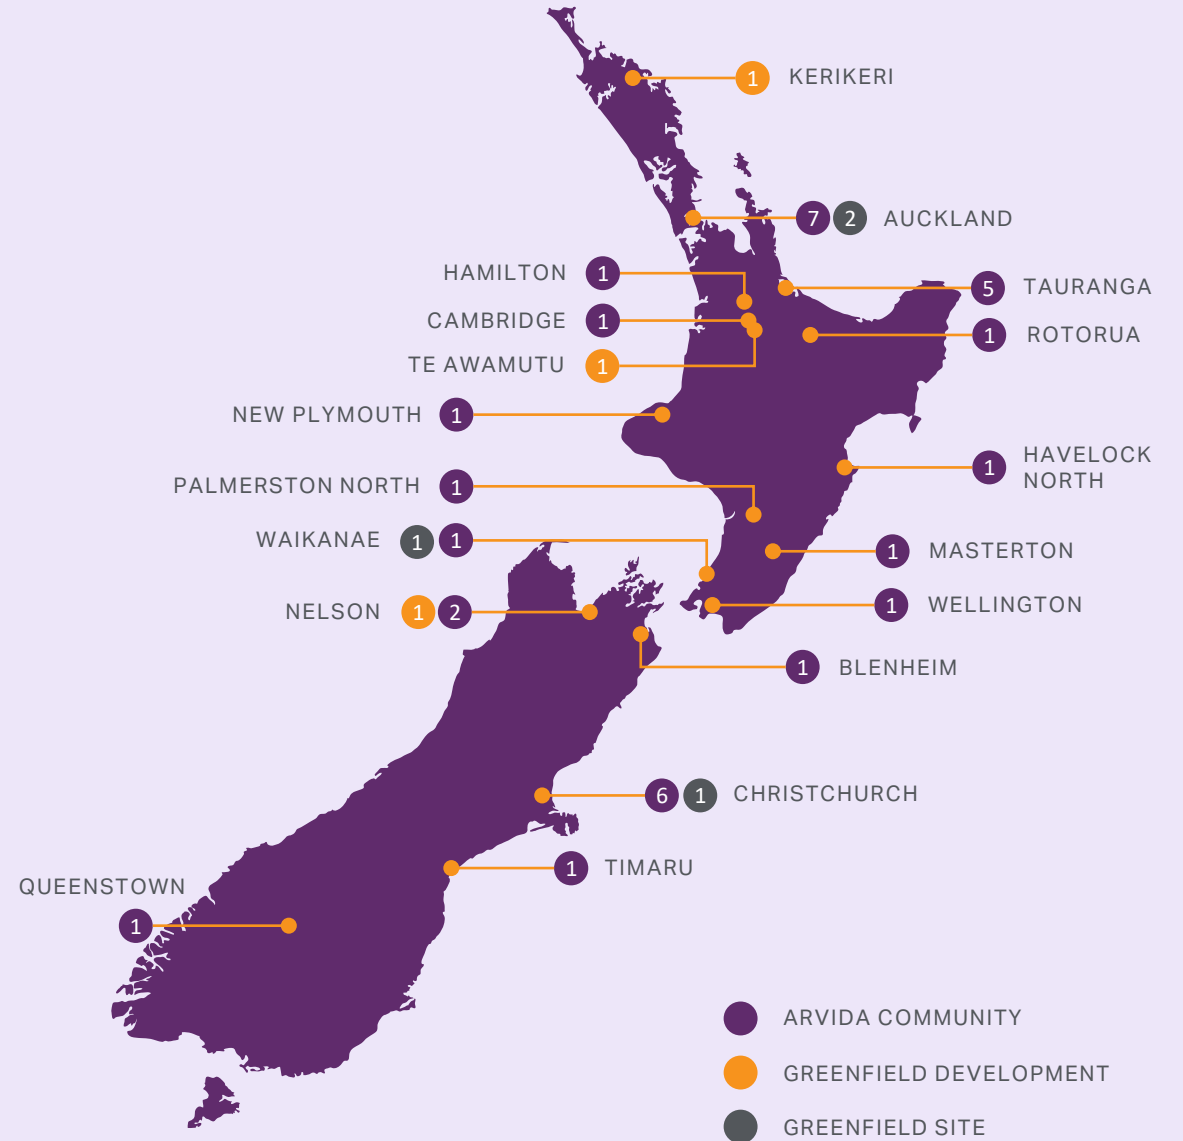 1 KERIKERI
7 2 AUCKLAND
HAMILTON 1
5 TAURANGA
CAMBRIDGE 1
1 ROTORUA
TE AWAMUTU 1
NEW PLYMOUTH 1
1 HAVELOCK
NORTH
PALMERSTON NORTH 1
WAIKANAE 1 1
1 MASTERTON
NELSON 1 2
1 WELLINGTON
1 BLENHEIM
6 1 CHRISTCHURCH
1 TIMARU
QUEENSTOWN
1
ARVIDA COMMUNITY
GREENFIELD DEVELOPMENT
GREENFIELD SITE